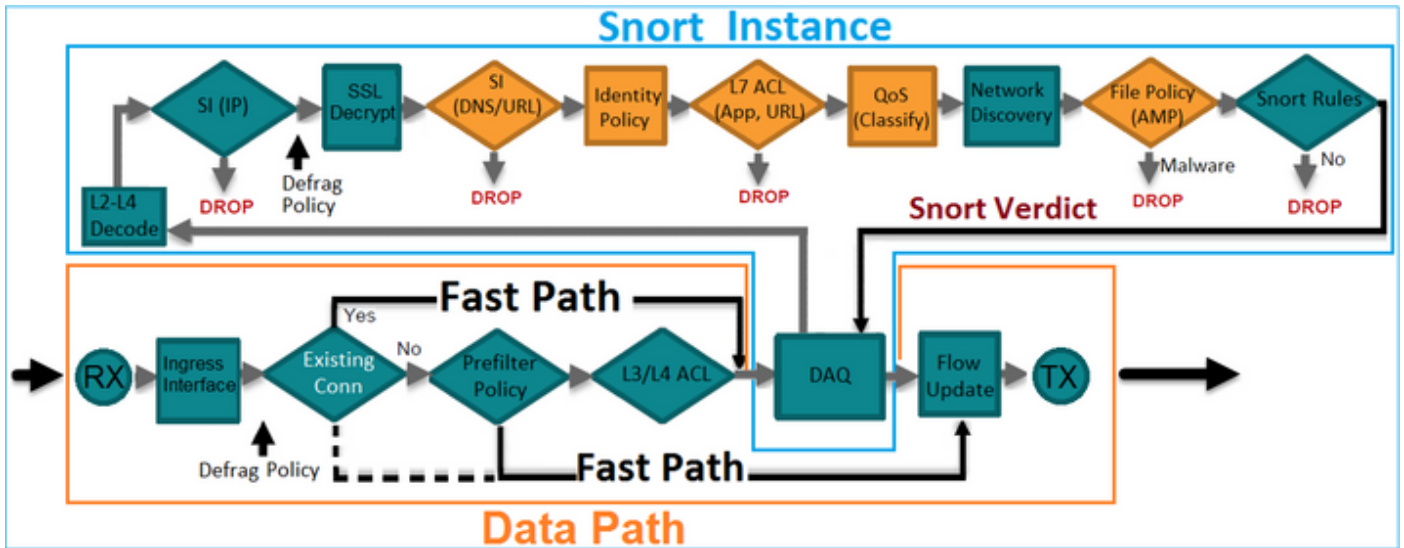 Snort Instance
SI (IP)
SSL
Decrypt
SI
(DNS/URL)
Identity
Policy
L7 ACL
(App, URL)
QoS
(Classify)
Network
Discovery
File Policy
(AMP)
Snort Rules
Malware
No
Defrag
Policy
DROP
DROP
DROP
DROP
DROP
L2-L4
Decode
Snort Verdict
Fast Path
Yes
RX
Ingress
Interface
Existing
Conn
No
Prefilter
Policy
L3/L4 ACL
DAQ
Flow
Update
TX
Defrag Policy
Fast Path
Data Path